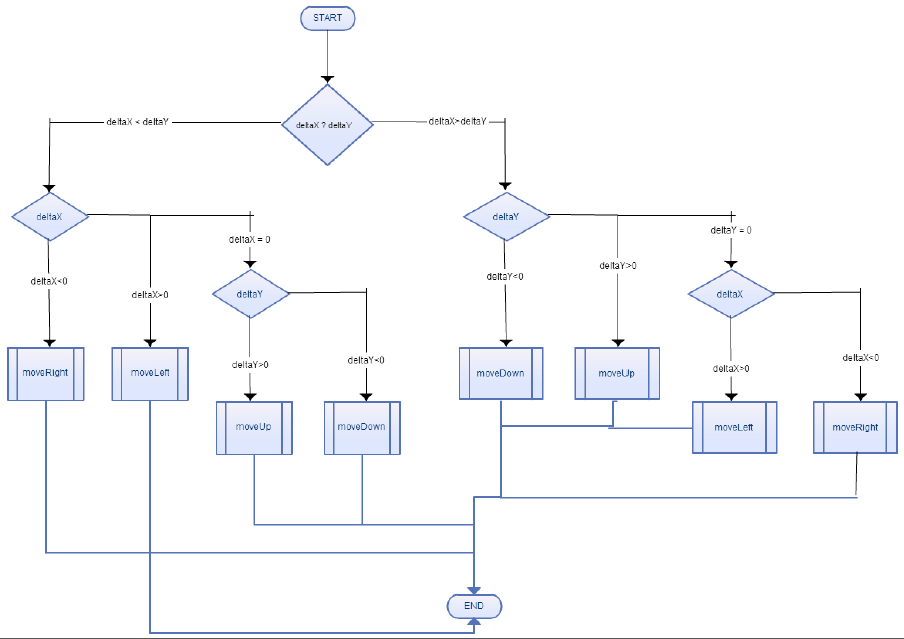 START
deltaX ? deltaY
deltaX < deltaY
deltaX>deltaY
deltaX
deltaY
deltaX = 0
deltaY = 0
deltaX<0
deltaX>0
deltaY
deltaY<0
deltaY>0
deltaX
deltaY>0
deltaY<0
deltaX>0
deltaX<0
moveRight
moveLeft
moveDown
moveUp
moveUp
moveDown
moveLeft
moveRight
END